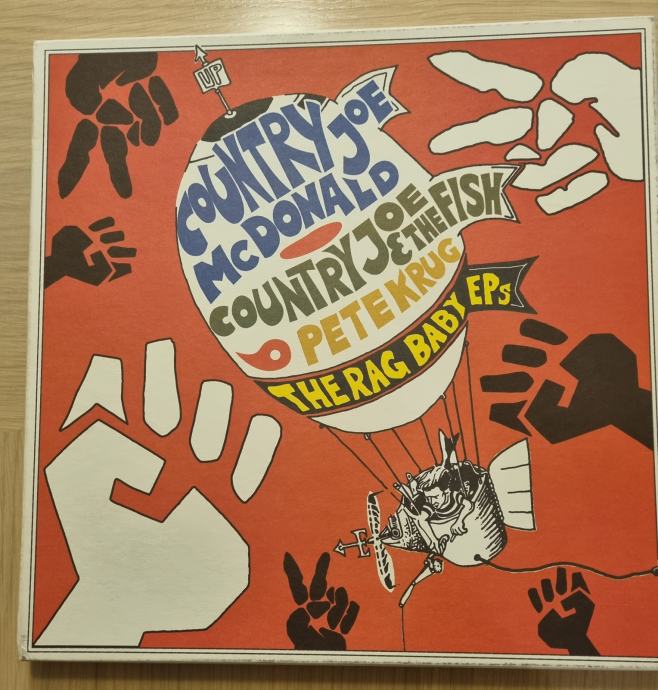 UP
COUNTRY JOE
McDONALD
COUNTRY JOE
& THE FISH
PETE KRUG
THE RAG BABY EPs
E